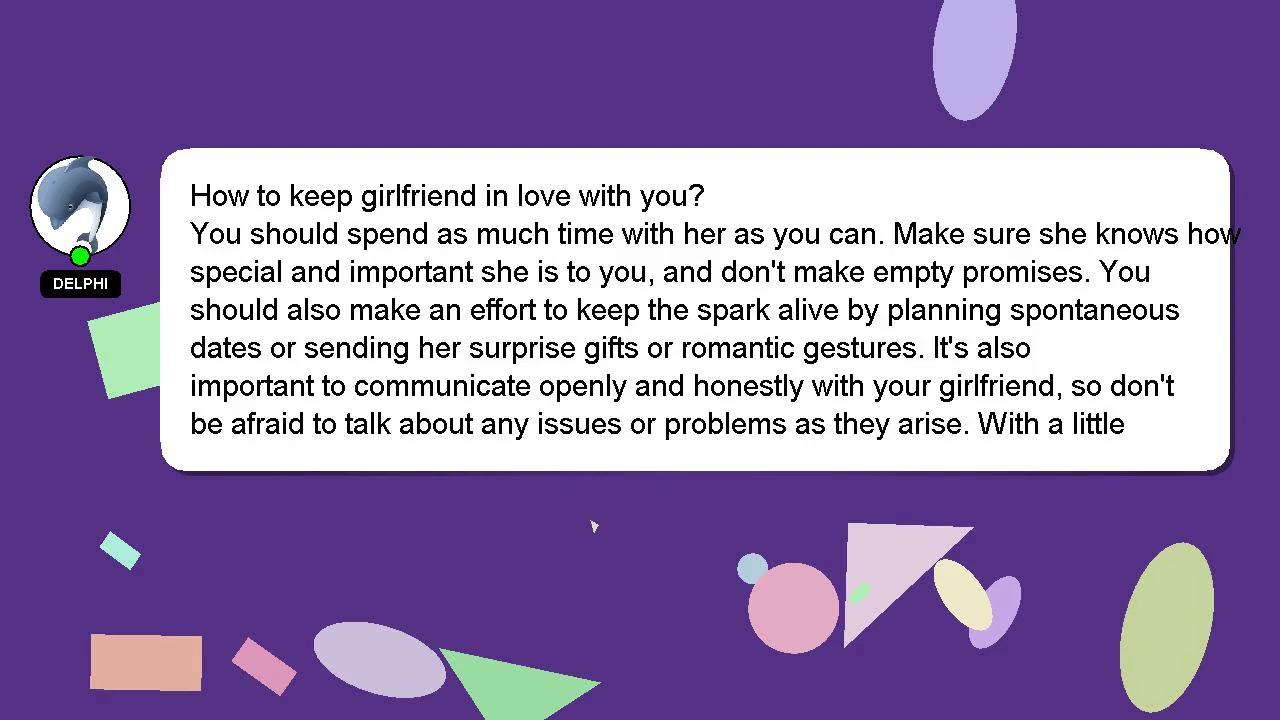 How to keep girlfriend in love with you?
You should spend as much time with her as you can. Make sure she knows how
special and important she is to you, and don't make empty promises. You
should also make an effort to keep the spark alive by planning spontaneous
dates or sending her surprise gifts or romantic gestures. It's also
important to communicate openly and honestly with your girlfriend, so don't
be afraid to talk about any issues or problems as they arise. With a little
DELPHI